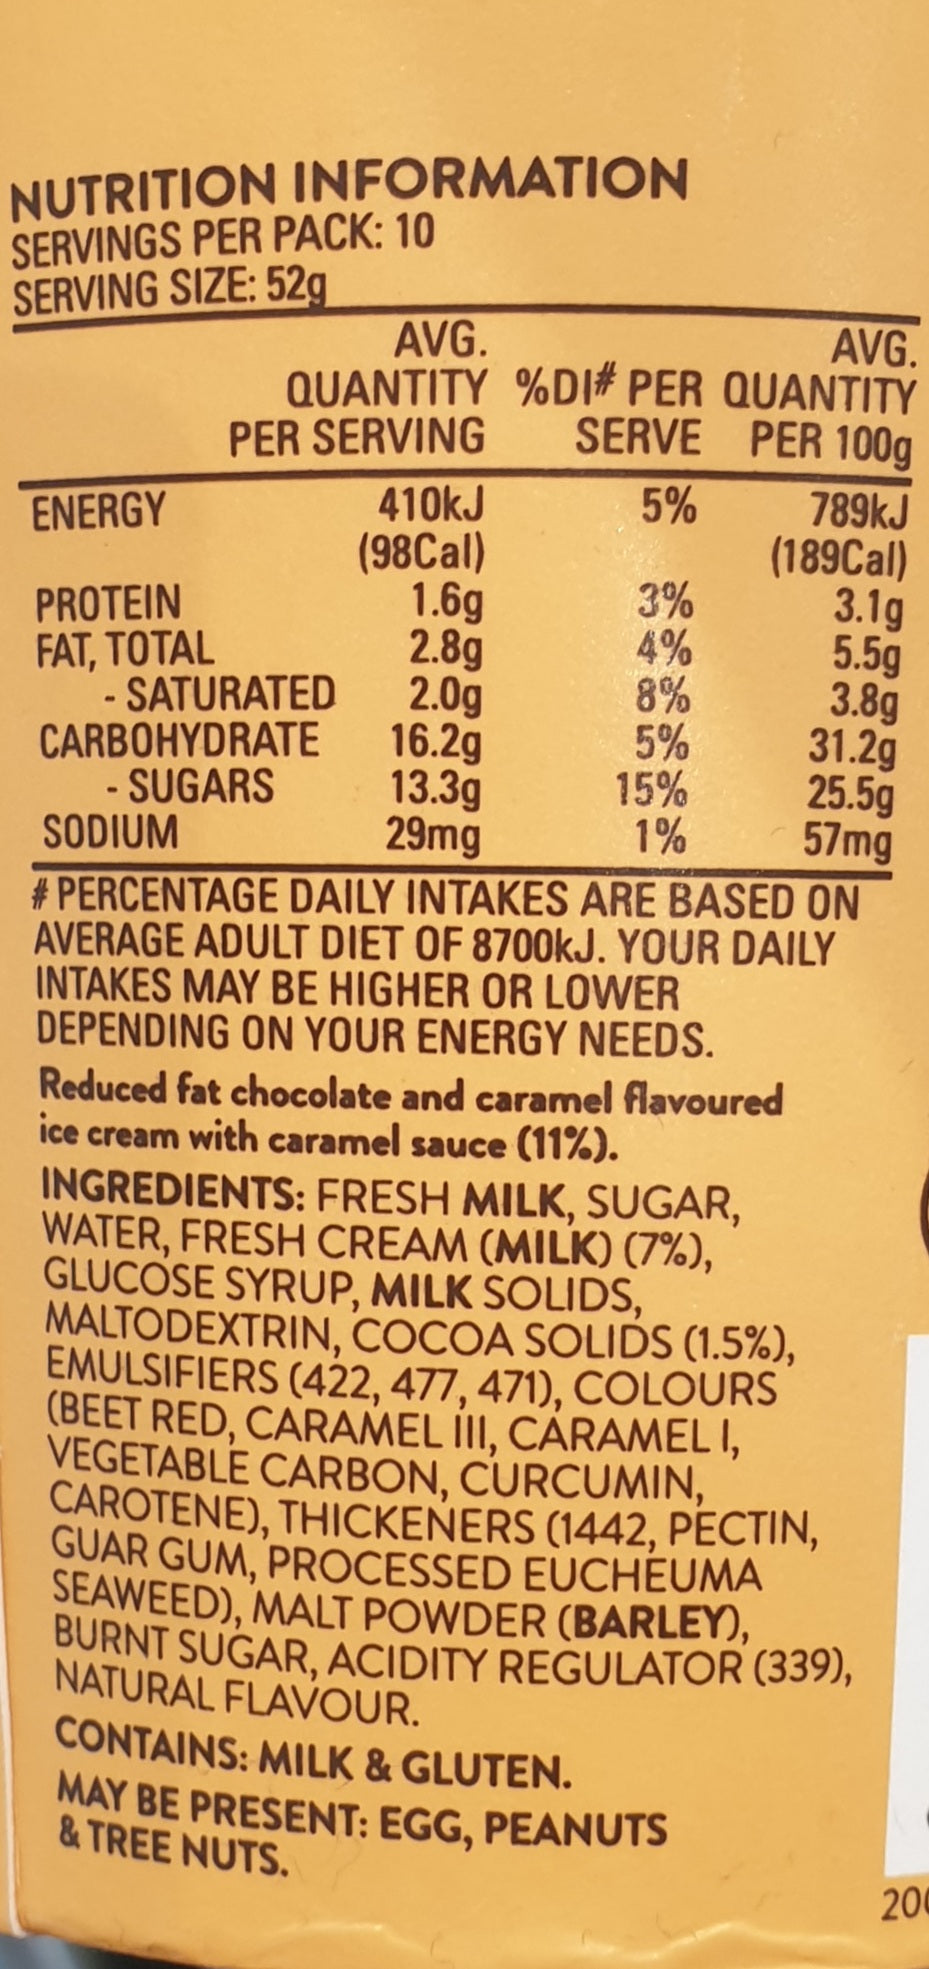 NUTRITION INFORMATION
SERVINGS PER PACK: 10
SERVING SIZE: 52g
AVG. AVG.
QUANTITY %DI# PER QUANTITY
PER SERVING SERVE PER 100g
ENERGY 410kJ 5% 789kJ
(98Cal) (189Cal)
PROTEIN 1.6g 3% 3.1g
FAT, TOTAL 2.8g 4% 5.5g
- SATURATED 2.0g 8% 3.8g
CARBOHYDRATE 16.2g 5% 31.2g
- SUGARS 13.3g 15% 25.5g
SODIUM 29mg 1% 57mg
# PERCENTAGE DAILY INTAKES ARE BASED ON
AVERAGE ADULT DIET OF 8700kJ. YOUR DAILY
INTAKES MAY BE HIGHER OR LOWER
DEPENDING ON YOUR ENERGY NEEDS.
Reduced fat chocolate and caramel flavoured
ice cream with caramel sauce (11%).
INGREDIENTS: FRESH MILK, SUGAR,
WATER, FRESH CREAM (MILK) (7%),
GLUCOSE SYRUP, MILK SOLIDS,
MALTODEXTRIN, COCOA SOLIDS (1.5%),
EMULSIFIERS (422, 477, 471), COLOURS
(BEET RED, CARAMEL III, CARAMEL I,
VEGETABLE CARBON, CURCUMIN,
CAROTENE), THICKENERS (1442, PECTIN,
GUAR GUM, PROCESSED EUCHEUMA
SEAWEED), MALT POWDER (BARLEY),
BURNT SUGAR, ACIDITY REGULATOR (339),
NATURAL FLAVOUR.
CONTAINS: MILK & GLUTEN.
MAY BE PRESENT: EGG, PEANUTS
& TREE NUTS.